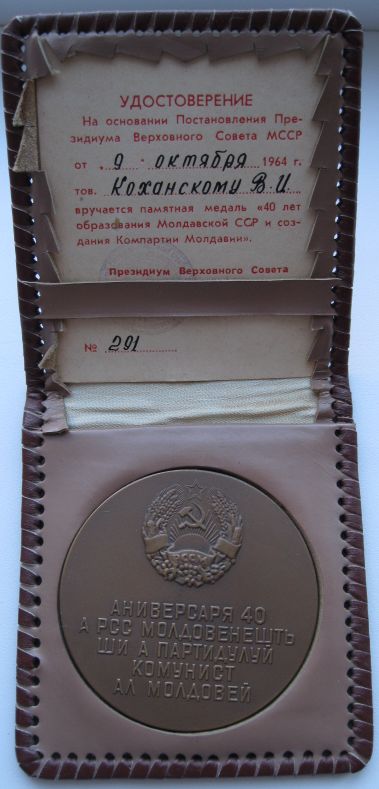 УДОСТОВЕРЕНИЕ
На основании Постановления Пре-
зидиума Верховного Совета МССР
от „9 " октября 1964 г.
тов. Коханскому В И.
вручается памятная медаль «40 лет
образования Молдавской ССР и соз-
дания Компартии Молдавии».
Президиум Верховного Совета
№ 291
АНИВЕРСАРЯ 40
А РСС МОЛДОВЕНЕШТЬ
ШИ А ПАРТИДУЛУЙ
КОМУНИСТ
АЛ МОЛДОВЕЙ